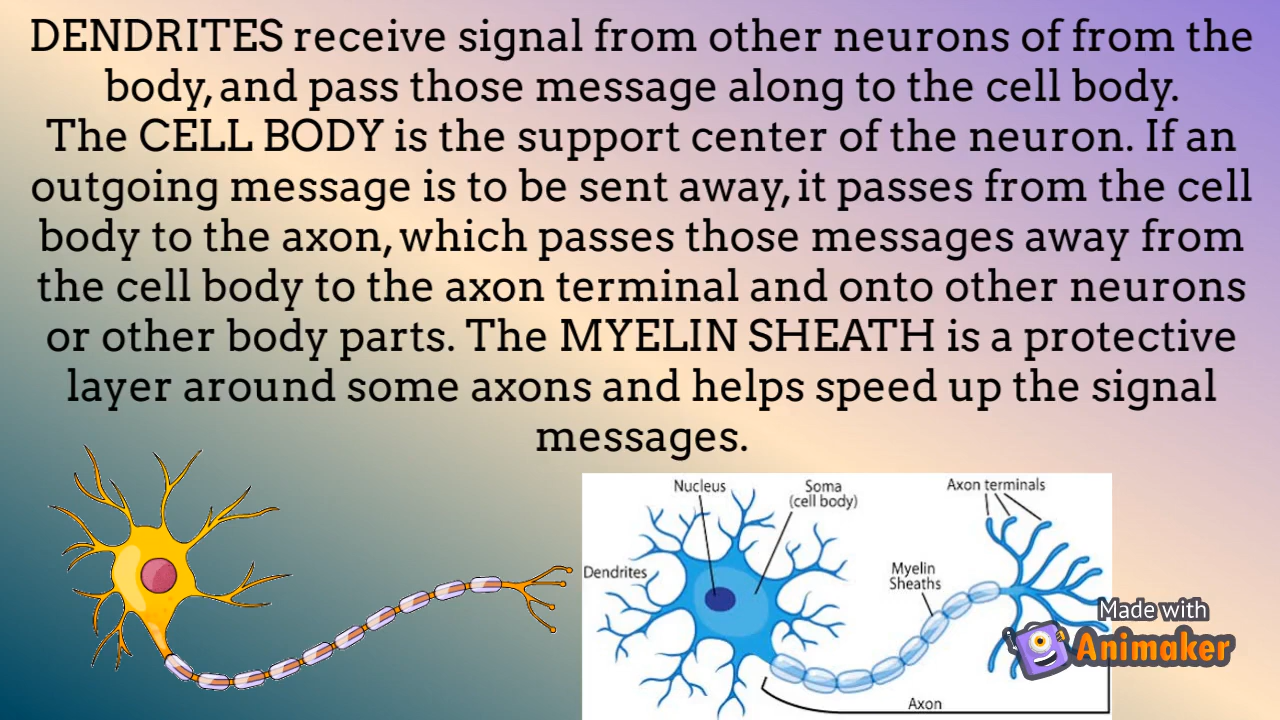 DENDRITES receive signal from other neurons of from the
body, and pass those message along to the cell body.
The CELL BODY is the support center of the neuron. If an
outgoing message is to be sent away, it passes from the cell
body to the axon, which passes those messages away from
the cell body to the axon terminal and onto other neurons
or other body parts. The MYELIN SHEATH is a protective
layer around some axons and helps speed up the signal
messages.
Nucleus
Soma
(cell body)
Axon terminals
Dendrites
Myelin
Sheaths
Axon
Made with
Animaker